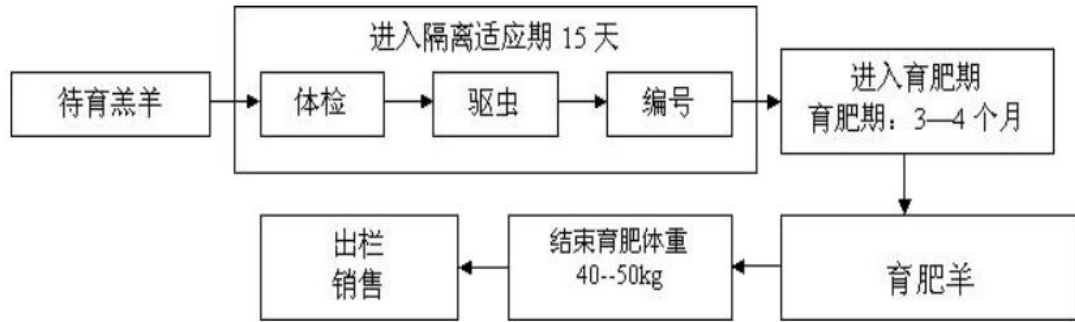 进入隔离适应期 15 天
待育羔羊
体检
驱虫
编号
进入育肥期
育肥期：3—4 个月
出栏
销售
结束育肥体重
40--50kg
育肥羊